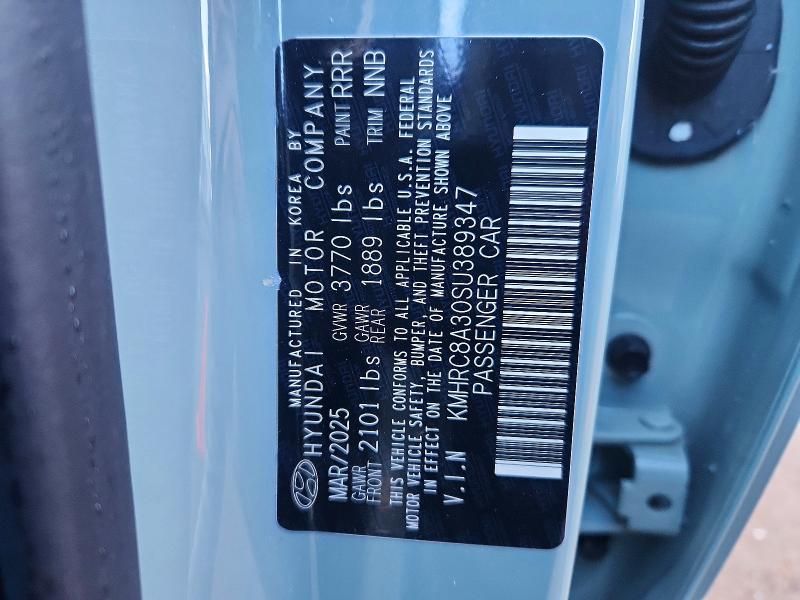 MANUFACTURED IN KOREA BY
HYUNDAI MOTOR COMPANY
MAR/2025 GVWR 3770 lbs PAINT RRR
GAWR FRONT 2101 lbs GAWR REAR 1889 lbs TRIM NNB
THIS VEHICLE CONFORMS TO ALL APPLICABLE U.S.A. FEDERAL
MOTOR VEHICLE SAFETY, BUMPER, AND THEFT PREVENTION STANDARDS
IN EFFECT ON THE DATE OF MANUFACTURE SHOWN ABOVE
V.I.N KMHRC8A30SU389347
PASSENGER CAR